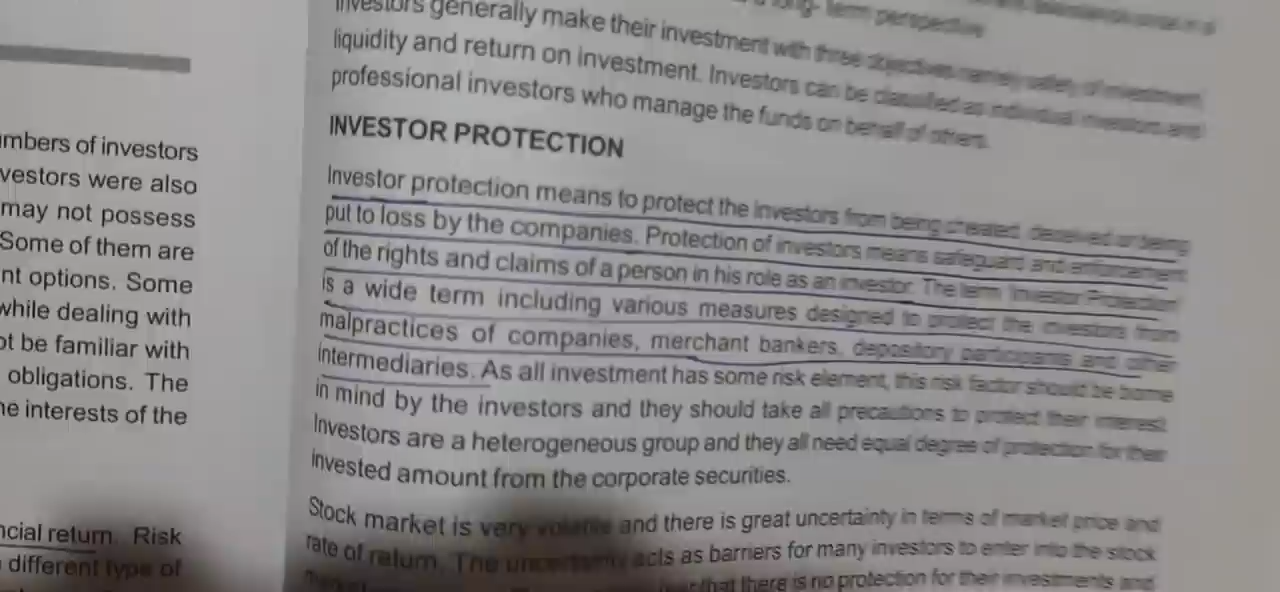 mbers of investors
vestors were also
may not possess
Some of them are
nt options. Some
while dealing with
ot be familiar with
obligations. The
he interests of the
ncial return. Risk
different type of
long- term perspective
Investors generally make their investment with three objectives namely safety of investment,
liquidity and return on investment. Investors can be classified as individual investors and
professional investors who manage the funds on behalf of others.
INVESTOR PROTECTION
Investor protection means to protect the investors from being cheated, deceived or being
put to loss by the companies. Protection of investors means safeguard and enforcement
of the rights and claims of a person in his role as an investor. The term 'Investor Protection'
is a wide term including various measures designed to protect the investors from
malpractices of companies, merchant bankers, depository participants and other
intermediaries. As all investment has some risk element, this risk factor should be borne
in mind by the investors and they should take all precautions to protect their interest.
Investors are a heterogeneous group and they all need equal degree of protection for their
invested amount from the corporate securities.
Stock market is very volatile and there is great uncertainty in terms of market price and
rate of return. The uncertainty acts as barriers for many investors to enter into the stock
that there is no protection for their investments and